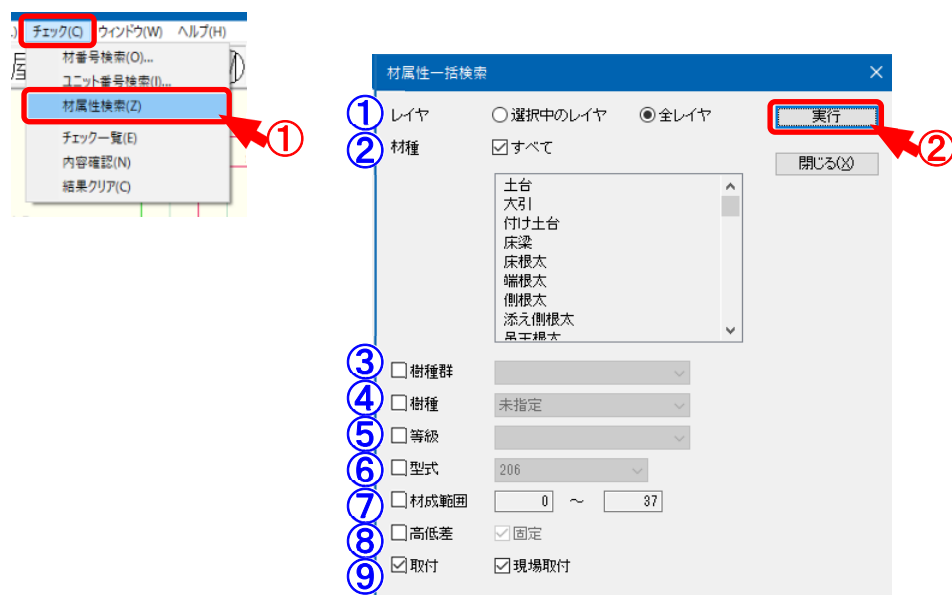 チェック(C) ウィンドウ(W) ヘルプ(H)
材番号検索(O)...
ユニット番号検索(I)...
材属性検索(Z)
チェック一覧(E)
内容確認(N)
結果クリア(C)
①
材属性一括検索
① レイヤ 選択中のレイヤ 全レイヤ 実行
②
② 材種 すべて 閉じる(X)
土台
大引
付け土台
床梁
床根太
端根太
側根太
添え側根太
③ 樹種群
④ 樹種 未指定
⑤ 等級
⑥ 型式 206
⑦ 材成範囲 0 ～ 37
⑧ 高低差 固定
⑨ 取付 現場取付